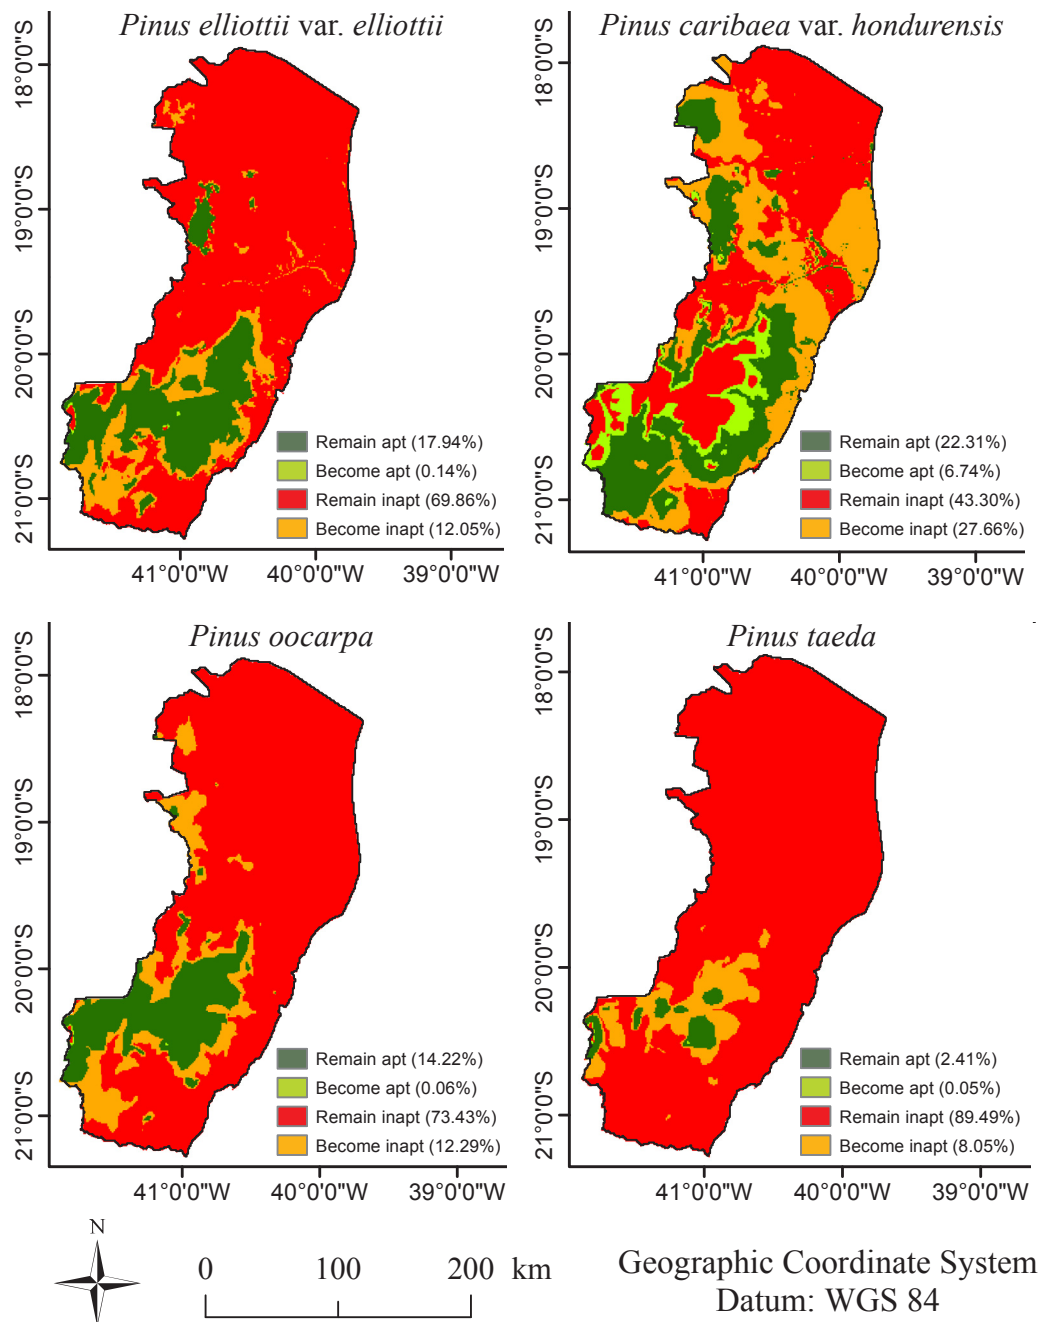 Pinus elliottii var. elliottii
18°0'0"S
19°0'0"S
20°0'0"S
21°0'0"S
Remain apt (17.94%)
Become apt (0.14%)
Remain inapt (69.86%)
Become inapt (12.05%)
41°0'0"W 40°0'0"W 39°0'0"W
Pinus caribaea var. hondurensis
18°0'0"S
19°0'0"S
20°0'0"S
21°0'0"S
Remain apt (22.31%)
Become apt (6.74%)
Remain inapt (43.30%)
Become inapt (27.66%)
41°0'0"W 40°0'0"W 39°0'0"W
Pinus oocarpa
18°0'0"S
19°0'0"S
20°0'0"S
21°0'0"S
Remain apt (14.22%)
Become apt (0.06%)
Remain inapt (73.43%)
Become inapt (12.29%)
41°0'0"W 40°0'0"W 39°0'0"W
Pinus taeda
18°0'0"S
19°0'0"S
20°0'0"S
21°0'0"S
Remain apt (2.41%)
Become apt (0.05%)
Remain inapt (89.49%)
Become inapt (8.05%)
41°0'0"W 40°0'0"W 39°0'0"W
N
0 100 200 km
Geographic Coordinate System
Datum: WGS 84